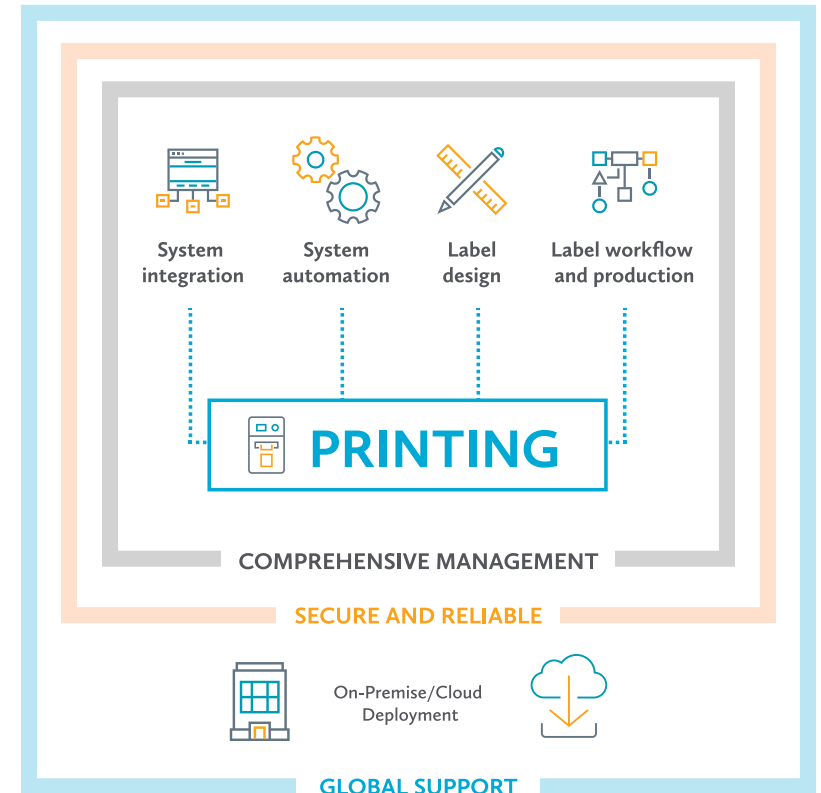 System
integration
System
automation
Label
design
Label workflow
and production
PRINTING
COMPREHENSIVE MANAGEMENT
SECURE AND RELIABLE
On-Premise/Cloud
Deployment
GLOBAL SUPPORT